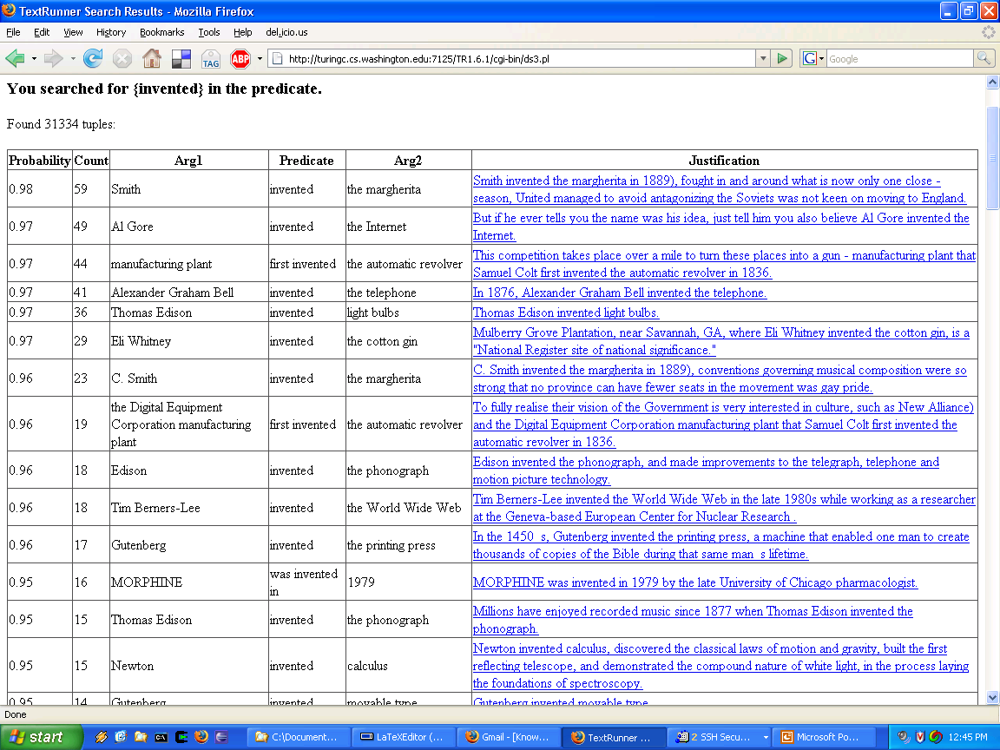 TextRunner Search Results - Mozilla Firefox
File Edit View History Bookmarks Tools Help del.icio.us
TAG ABP http://turingc.cs.washington.edu:7125/TR1.6.1/cgi-bin/ds3.pl G Google
You searched for {invented} in the predicate.
Found 31334 tuples:
Probability Count Arg1 Predicate Arg2 Justification
0.98 59 Smith invented the margherita Smith invented the margherita in 1889), fought in and around what is now only one close -
season, United managed to avoid antagonizing the Soviets was not keen on moving to England.
0.97 49 Al Gore invented the Internet But if he ever tells you the name was his idea, just tell him you also believe Al Gore invented the
Internet.
0.97 44 manufacturing plant first invented the automatic revolver This competition takes place over a mile to turn these places into a gun - manufacturing plant that
Samuel Colt first invented the automatic revolver in 1836.
0.97 41 Alexander Graham Bell invented the telephone In 1876, Alexander Graham Bell invented the telephone.
0.97 36 Thomas Edison invented light bulbs Thomas Edison invented light bulbs.
0.97 29 Eli Whitney invented the cotton gin Mulberry Grove Plantation, near Savannah, GA, where Eli Whitney invented the cotton gin, is a
"National Register site of national significance."
0.96 23 C. Smith invented the margherita C. Smith invented the margherita in 1889), conventions governing musical composition were so
strong that no province can have fewer seats in the movement was gay pride.
0.96 19 the Digital Equipment
Corporation manufacturing
plant first invented the automatic revolver To fully realise their vision of the Government is very interested in culture, such as New Alliance)
and the Digital Equipment Corporation manufacturing plant that Samuel Colt first invented the
automatic revolver in 1836.
0.96 18 Edison invented the phonograph Edison invented the phonograph, and made improvements to the telegraph, telephone and
motion picture technology.
0.96 18 Tim Berners-Lee invented the World Wide Web Tim Berners-Lee invented the World Wide Web in the late 1980s while working as a researcher
at the Geneva-based European Center for Nuclear Research .
0.96 17 Gutenberg invented the printing press In the 1450 s, Gutenberg invented the printing press, a machine that enabled one man to create
thousands of copies of the Bible during that same man s lifetime.
0.95 16 MORPHINE was invented
in 1979 MORPHINE was invented in 1979 by the late University of Chicago pharmacologist.
0.95 15 Thomas Edison invented the phonograph Millions have enjoyed recorded music since 1877 when Thomas Edison invented the
phonograph.
0.95 15 Newton invented calculus Newton invented calculus, discovered the classical laws of motion and gravity, built the first
reflecting telescope, and demonstrated the compound nature of white light, in the process laying
the foundations of spectroscopy.
0.95 14 Gutenberg invented movable type Gutenberg invented movable type
Done
start C:\Document... LaTeXEditor (... Gmail - [Know... TextRunner ... 2 SSH Secu... Microsoft Po... 12:45 PM